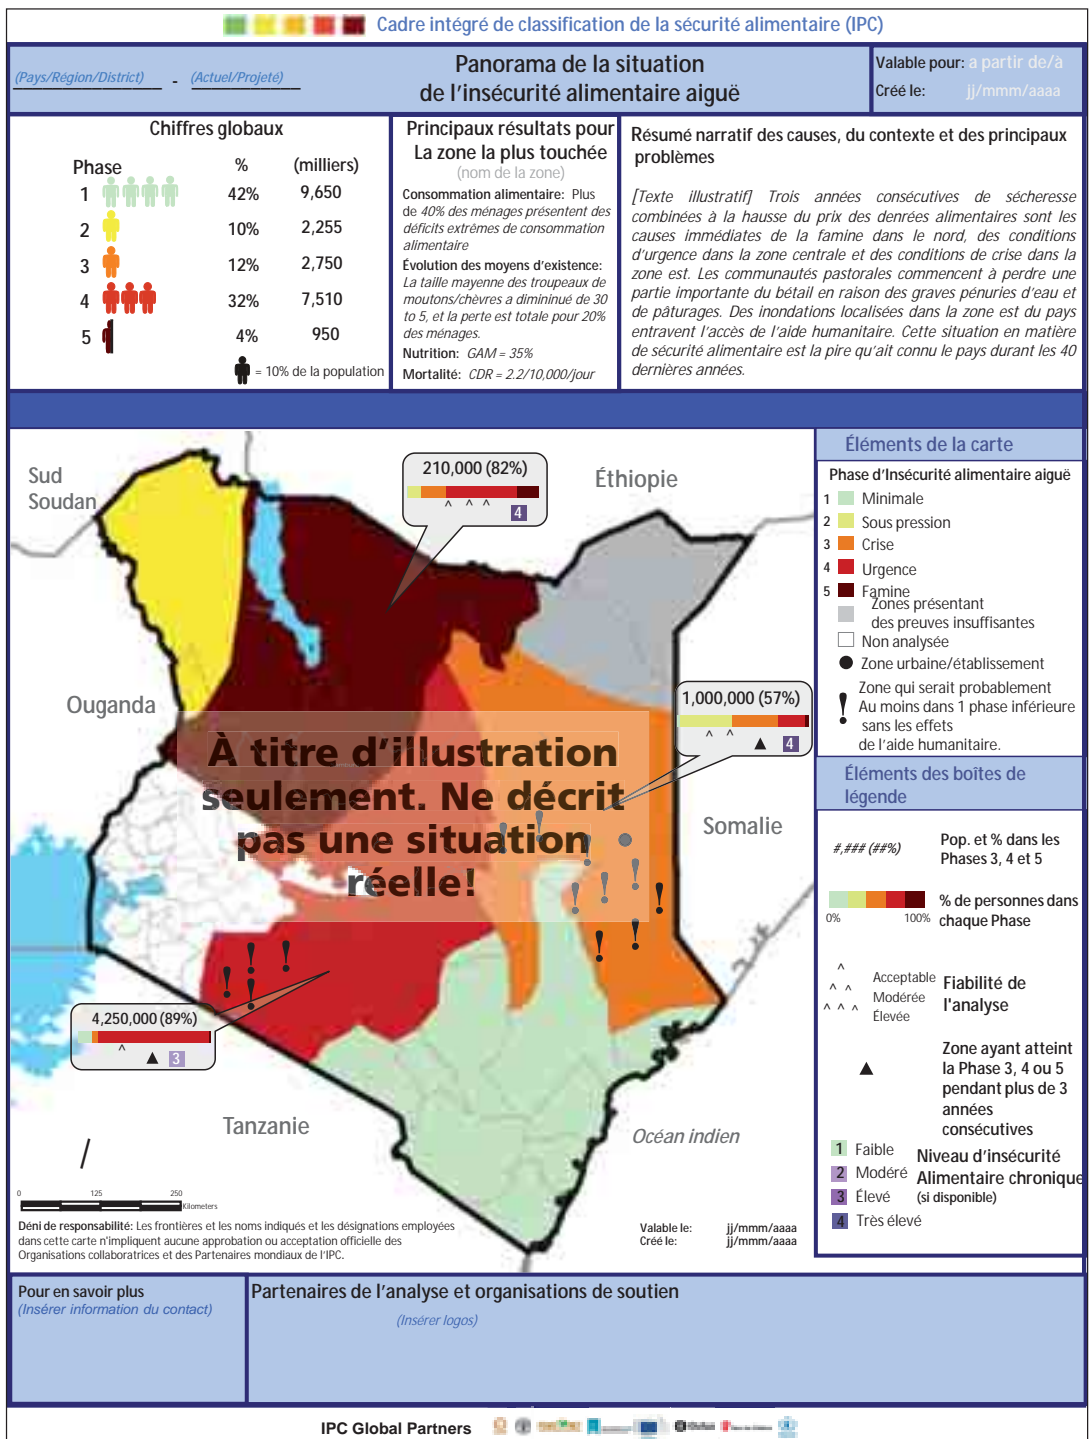 Cadre intégré de classification de la sécurité alimentaire (IPC)
(Pays/Région/District) - (Actuel/Projeté)
Panorama de la situation
de l'insécurité alimentaire aiguë
Valable pour: a partir de/à
Créé le: jj/mmm/aaaa
Chiffres globaux
Phase % (milliers)
1 42% 9,650
2 10% 2,255
3 12% 2,750
4 32% 7,510
5 4% 950
= 10% de la population
Principaux résultats pour
La zone la plus touchée
(nom de la zone)
Consommation alimentaire: Plus
de 40% des ménages présentent des
déficits extrêmes de consommation
alimentaire
Évolution des moyens d'existence:
La taille mayenne des troupeaux de
moutons/chèvres a dimininué de 30
to 5, et la perte est totale pour 20%
des ménages.
Nutrition: GAM = 35%
Mortalité: CDR = 2.2/10,000/jour
Résumé narratif des causes, du contexte et des principaux
problèmes
[Texte illustratif] Trois années consécutives de sécheresse
combinées à la hausse du prix des denrées alimentaires sont les
causes immédiates de la famine dans le nord, des conditions
d'urgence dans la zone centrale et des conditions de crise dans la
zone est. Les communautés pastorales commencent à perdre une
partie importante du bétail en raison des graves pénuries d'eau et
de pâturages. Des inondations localisées dans la zone est du pays
entravent l'accès de l'aide humanitaire. Cette situation en matière
de sécurité alimentaire est la pire qu'ait connu le pays durant les 40
dernières années.
Sud
Soudan
210,000 (82%)
4
Éthiopie
Ouganda
1,000,000 (57%)
4
À titre d'illustration
seulement. Ne décrit
pas une situation
réelle!
Somalie
4,250,000 (89%)
3
Tanzanie
Océan indien
0 125 250
Kilometers
Déni de responsabilité: Les frontières et les noms indiqués et les désignations employées
dans cette carte n'impliquent aucune approbation ou acceptation officielle des
Organisations collaboratrices et des Partenaires mondiaux de l'IPC.
Valable le: jj/mmm/aaaa
Créé le: jj/mmm/aaaa
Éléments de la carte
Phase d'Insécurité alimentaire aiguë
1 Minimale
2 Sous pression
3 Crise
4 Urgence
5 Famine
Zones présentant
des preuves insuffisantes
Non analysée
Zone urbaine/établissement
Zone qui serait probablement
Au moins dans 1 phase inférieure
sans les effets
de l'aide humanitaire.
Éléments des boîtes de
légende
#,### (##%) Pop. et % dans les
Phases 3, 4 et 5
% de personnes dans
chaque Phase
0% 100%
Acceptable
Modérée
Élevée
Fiabilité de
l'analyse
Zone ayant atteint
la Phase 3, 4 ou 5
pendant plus de 3
années
consécutives
1 Faible
2 Modéré
3 Élevé
4 Très élevé
Niveau d'insécurité
Alimentaire chronique
(si disponible)
Pour en savoir plus
(Insérer information du contact)
Partenaires de l'analyse et organisations de soutien
(Insérer logos)
IPC Global Partners